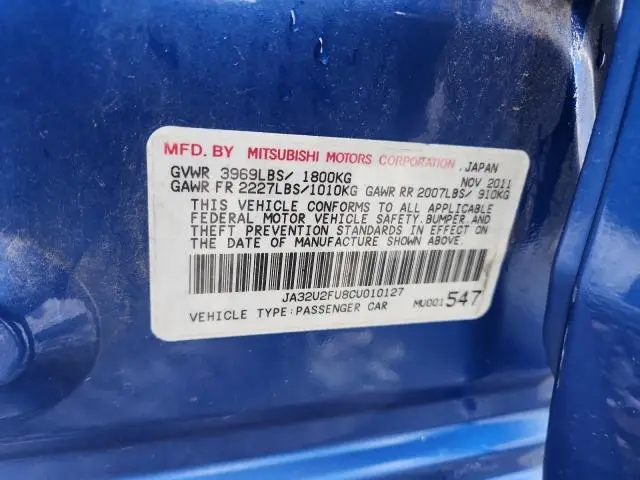 MFD. BY MITSUBISHI MOTORS CORPORATION, JAPAN
GVWR 3969LBS/ 1800KG NOV 2011
GAWR FR 2227LBS/1010KG GAWR RR 2007LBS/ 910KG
THIS VEHICLE CONFORMS TO ALL APPLICABLE
FEDERAL MOTOR VEHICLE SAFETY, BUMPER, AND
THEFT PREVENTION STANDARDS IN EFFECT ON
THE DATE OF MANUFACTURE SHOWN ABOVE.
JA32U2FU8CU010127
VEHICLE TYPE:PASSENGER CAR MU001547